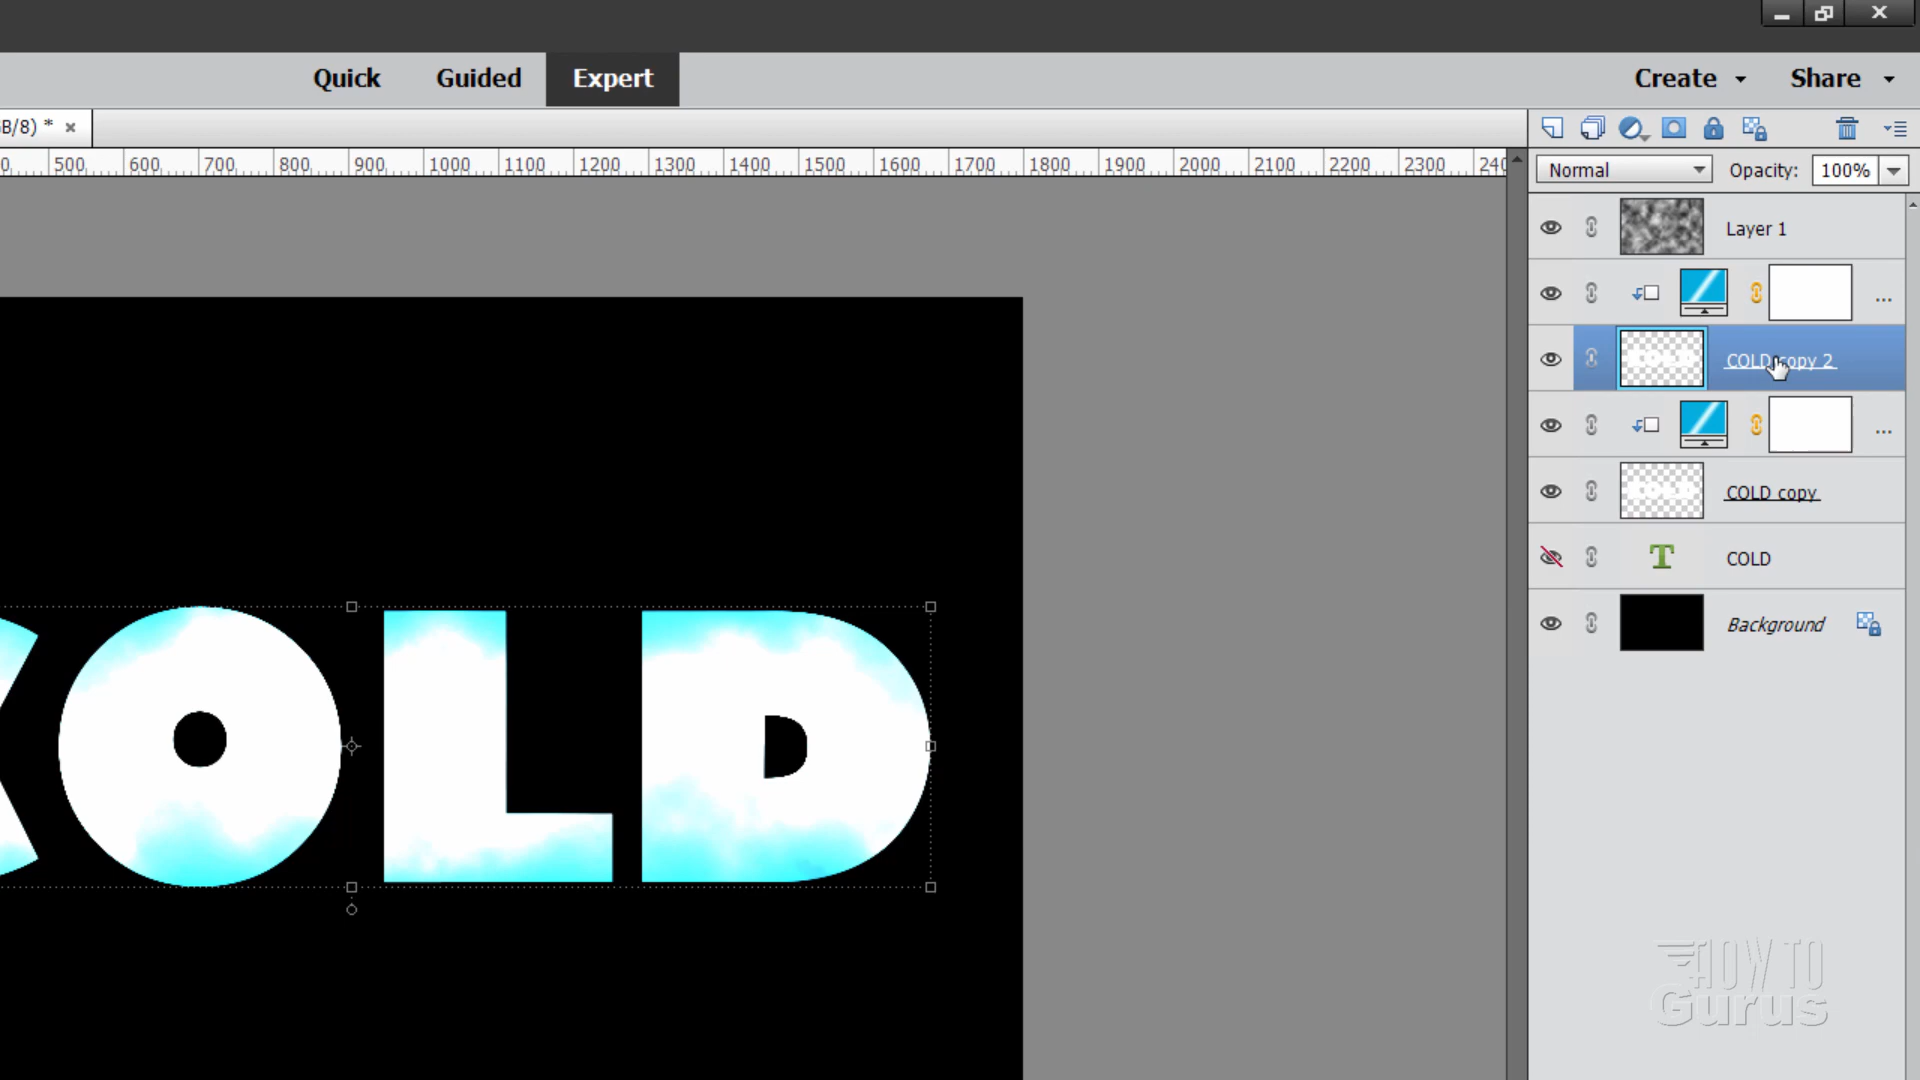 Quick Guided Expert Create Share
B/8) *
500 600 700 800 900 1000 1100 1200 1300 1400 1500 1600 1700 1800 1900 2000 2100 2200 2300 240
Normal Opacity: 100%
Layer 1
...
COLD copy 2
...
COLD copy
T COLD
Background
COLD
HOW TO
Gurus